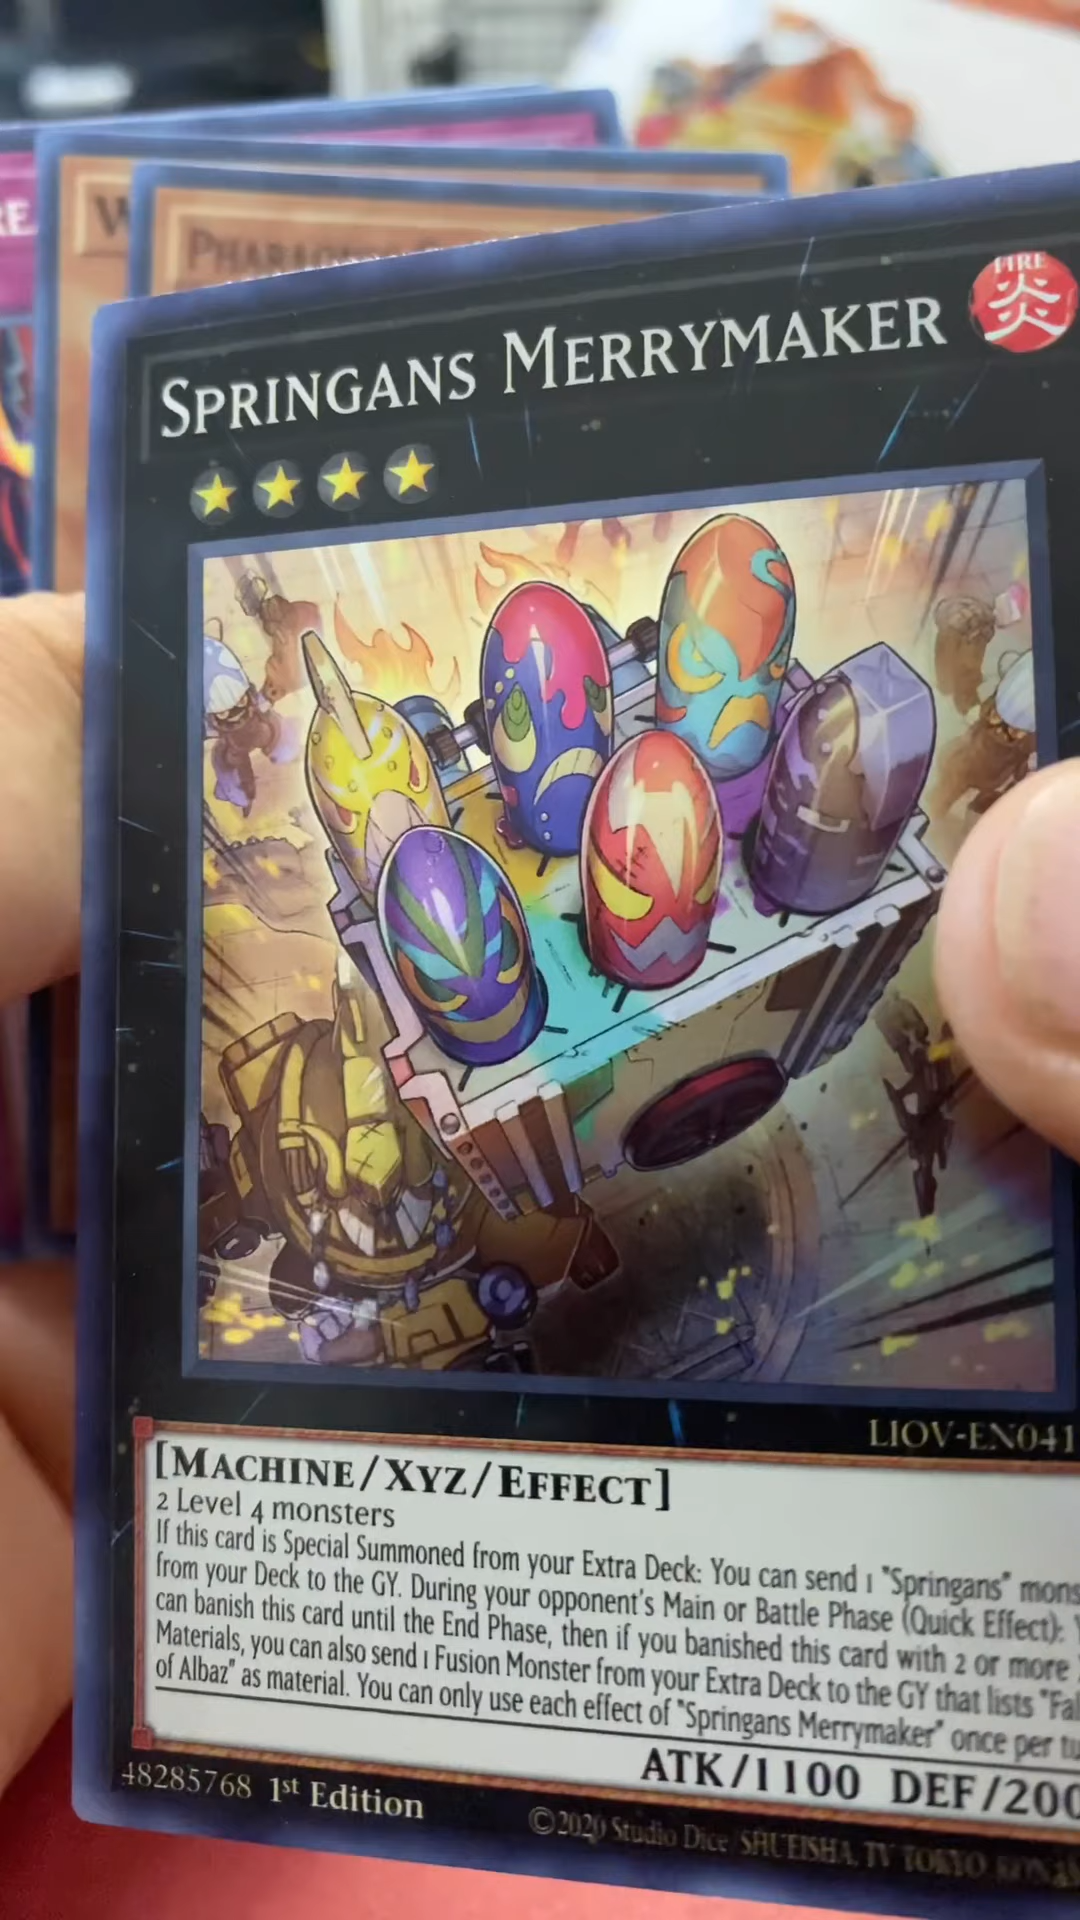 RE
W
PHARAO
SPRINGANS MERRYMAKER
FIRE
炎
LIOV-EN041
[MACHINE/XYZ/EFFECT]
2 Level 4 monsters
If this card is Special Summoned from your Extra Deck: You can send 1 "Springans" mons
from your Deck to the GY. During your opponent's Main or Battle Phase (Quick Effect):
can banish this card until the End Phase, then if you banished this card with 2 or more
Materials, you can also send 1 Fusion Monster from your Extra Deck to the GY that lists "Fal
of Albaz" as material. You can only use each effect of "Springans Merrymaker" once per tu
ATK/1100 DEF/200
48285768 1st Edition
©2020 Studio Dice/SHUEISHA, TV TOKYO, KONA